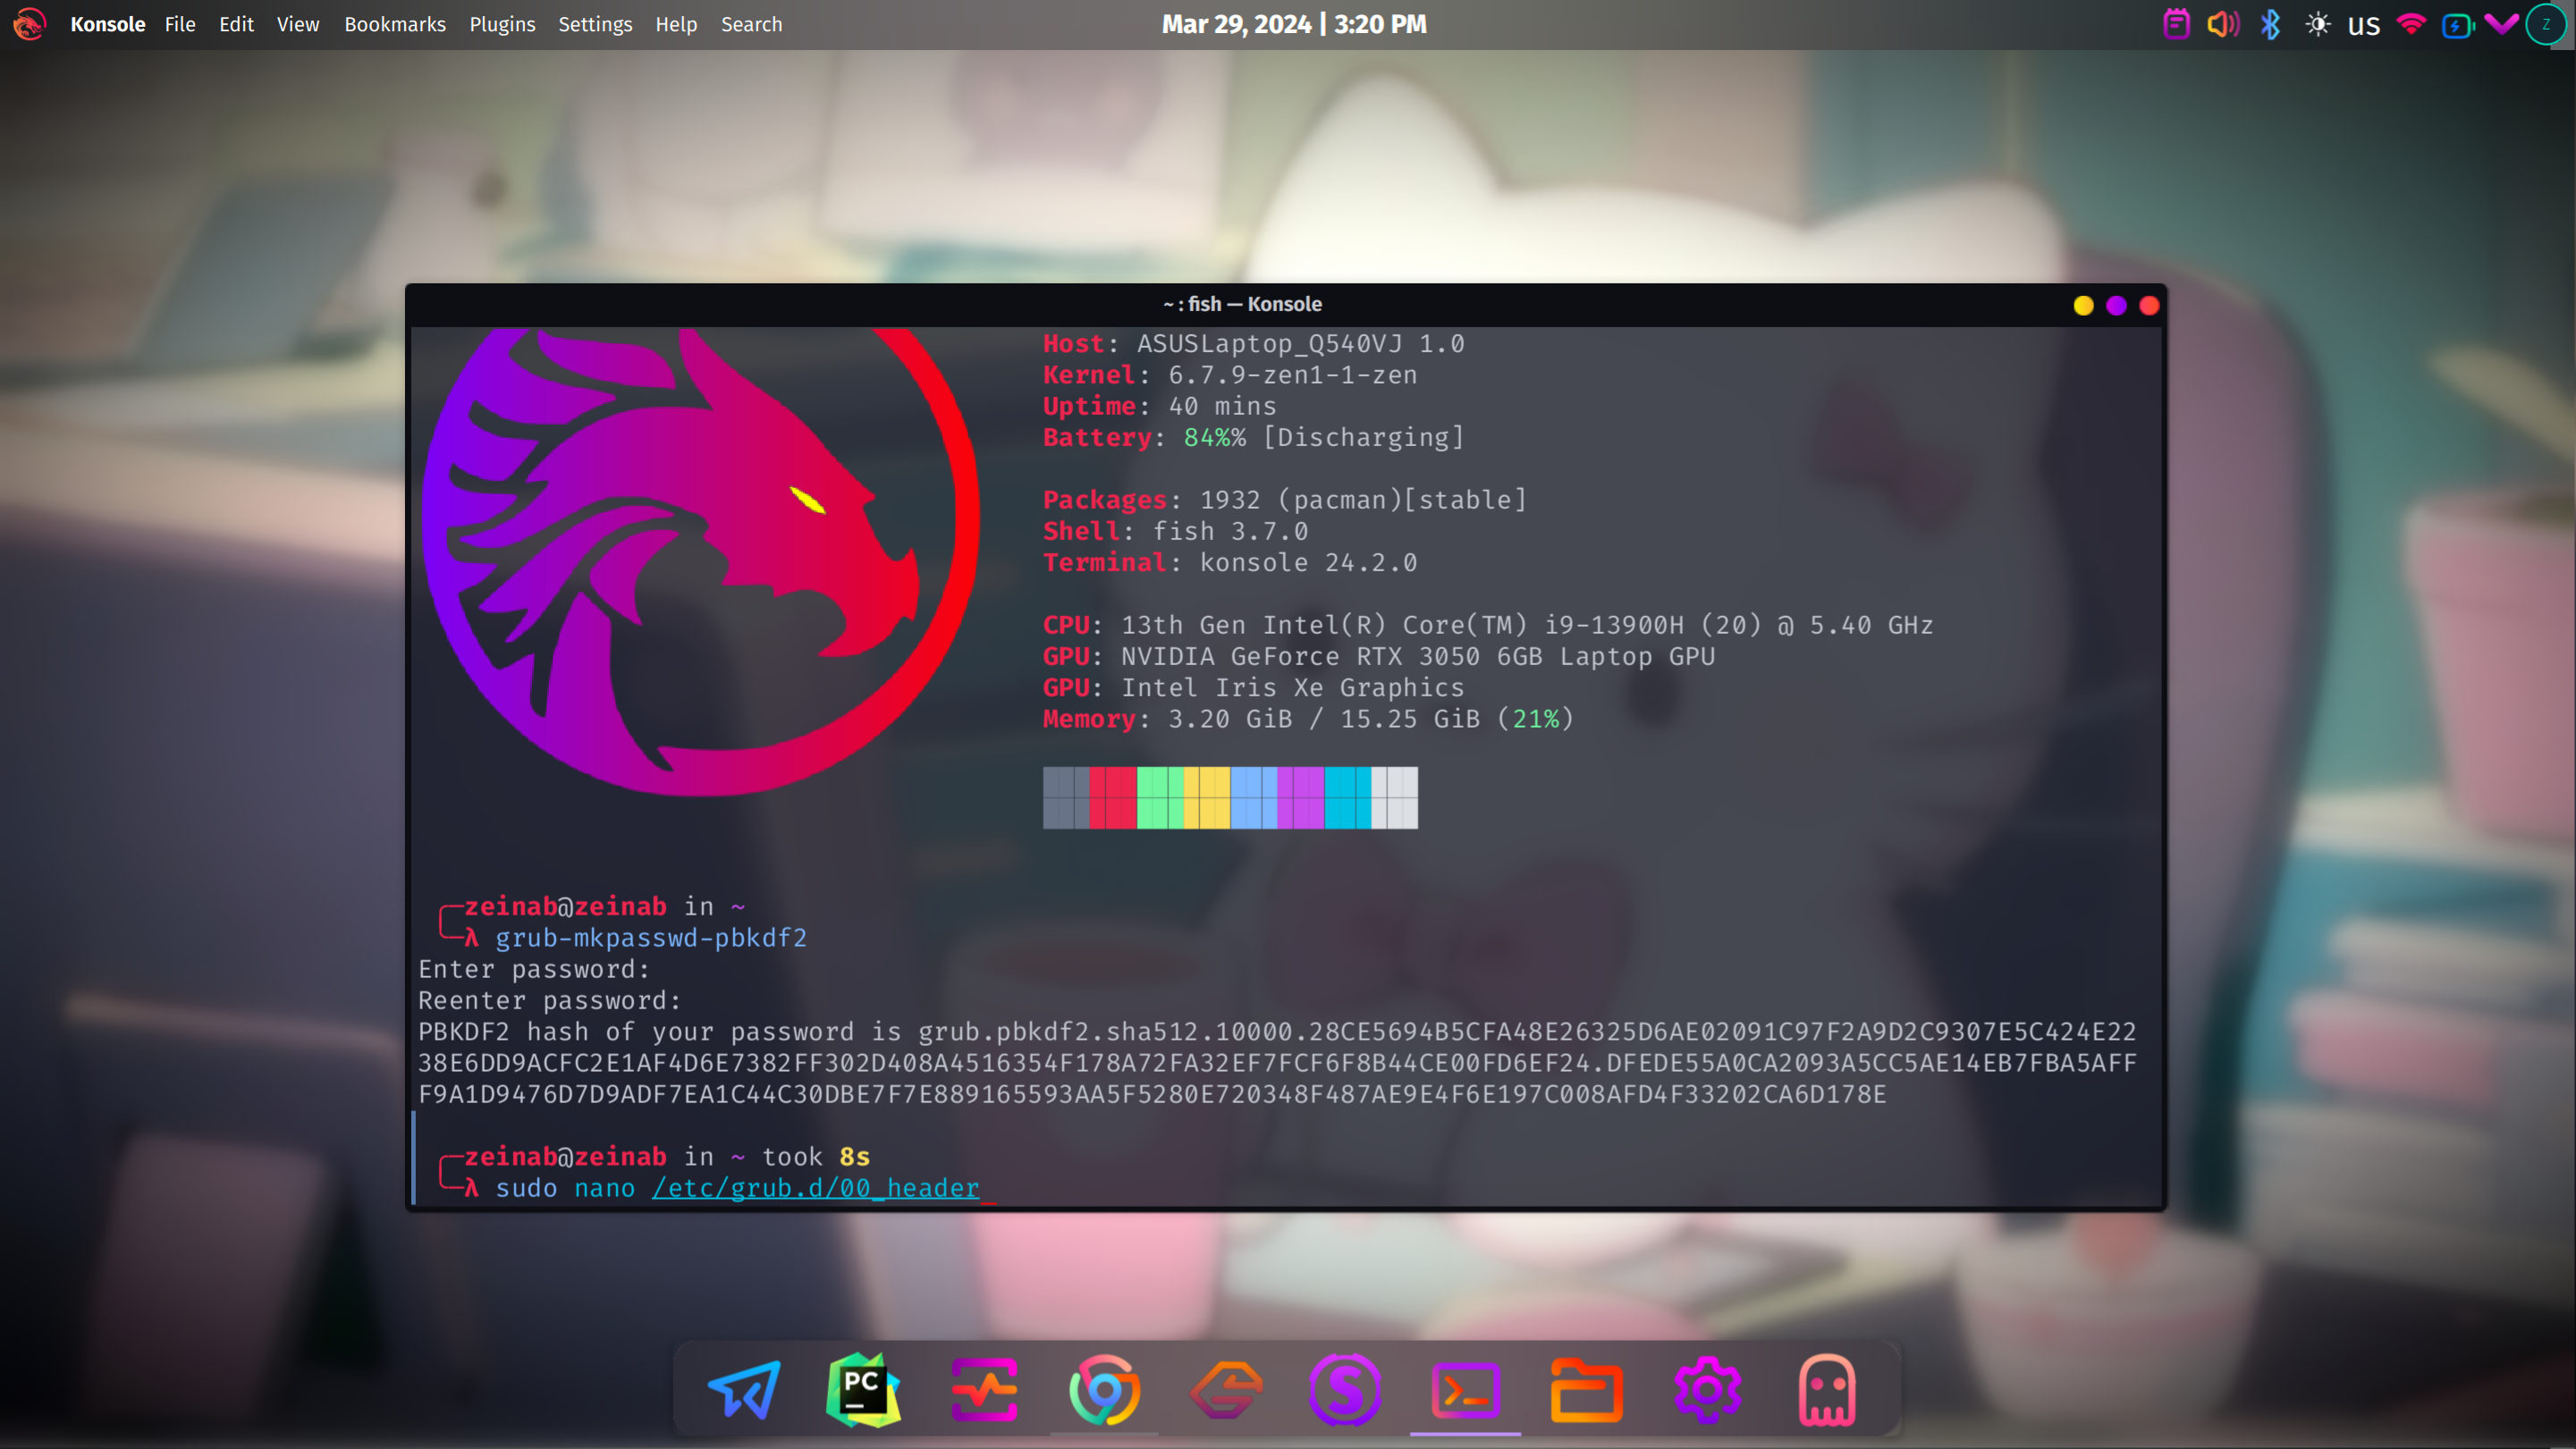 Konsole File Edit View Bookmarks Plugins Settings Help Search
Mar 29, 2024 | 3:20 PM
us
Z
~ : fish — Konsole
Host: ASUSLaptop_Q540VJ 1.0
Kernel: 6.7.9-zen1-1-zen
Uptime: 40 mins
Battery: 84%% [Discharging]
Packages: 1932 (pacman)[stable]
Shell: fish 3.7.0
Terminal: konsole 24.2.0
CPU: 13th Gen Intel(R) Core(TM) i9-13900H (20) @ 5.40 GHz
GPU: NVIDIA GeForce RTX 3050 6GB Laptop GPU
GPU: Intel Iris Xe Graphics
Memory: 3.20 GiB / 15.25 GiB (21%)
╭─zeinab@zeinab in ~
╰─λ grub-mkpasswd-pbkdf2
Enter password:
Reenter password:
PBKDF2 hash of your password is grub.pbkdf2.sha512.10000.28CE5694B5CFA48E26325D6AE02091C97F2A9D2C9307E5C424E22
38E6DD9ACFC2E1AF4D6E7382FF302D408A4516354F178A72FA32EF7FCF6F8B44CE00FD6EF24.DFEDE55A0CA2093A5CC5AE14EB7FBA5AFF
F9A1D9476D7D9ADF7EA1C44C30DBE7F7E889165593AA5F5280E720348F487AE9E4F6E197C008AFD4F33202CA6D178E
╭─zeinab@zeinab in ~ took 8s
╰─λ sudo nano /etc/grub.d/00_header_
PC